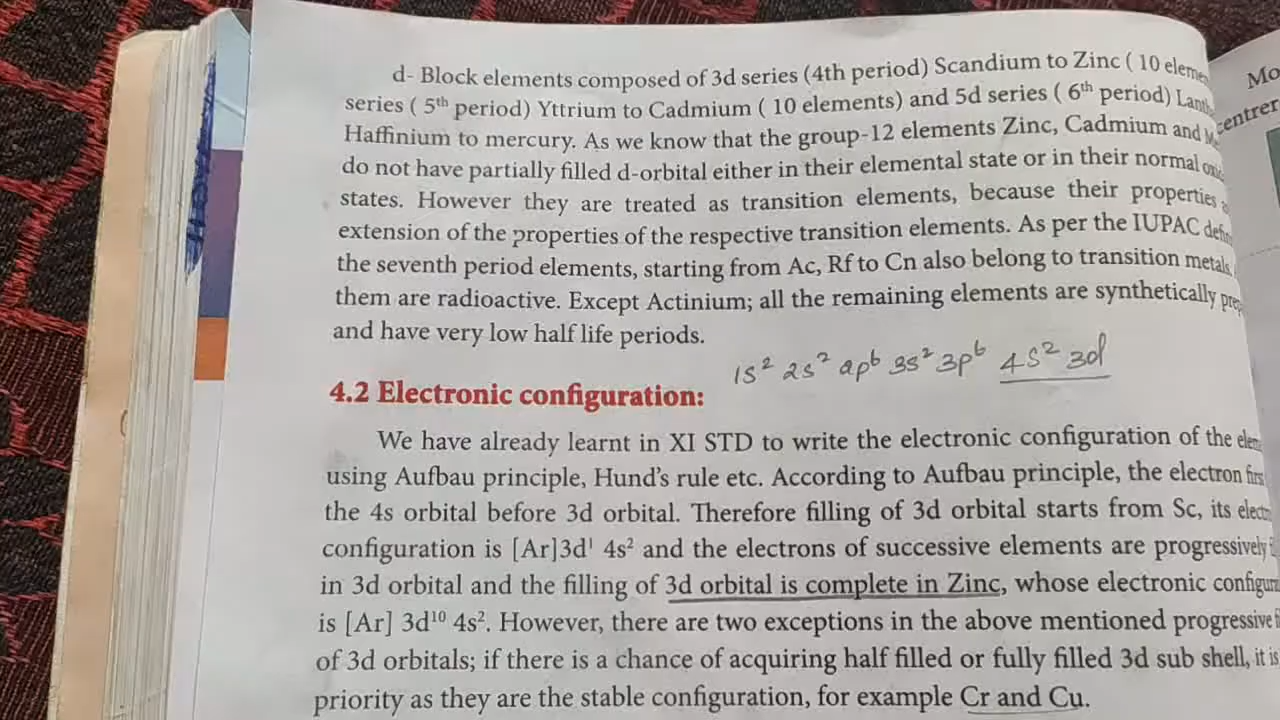 d- Block elements composed of 3d series (4th period) Scandium to Zinc ( 10
series ( 5th period) Yttrium to Cadmium ( 10 elements) and 5d series ( 6th period)
Haffinium to mercury. As we know that the group-12 elements Zinc, Cadmium and
do not have partially filled d-orbital either in their elemental state or in their normal
states. However they are treated as transition elements, because their properties
extension of the properties of the respective transition elements. As per the IUPAC
the seventh period elements, starting from Ac, Rf to Cn also belong to transition metals.
them are radioactive. Except Actinium; all the remaining elements are synthetically
and have very low half life periods.
1s² 2s² 2p⁶ 3s² 3p⁶ 4s² 3d
4.2 Electronic configuration:
We have already learnt in XI STD to write the electronic configuration of the
using Aufbau principle, Hund's rule etc. According to Aufbau principle, the electron
the 4s orbital before 3d orbital. Therefore filling of 3d orbital starts from Sc, its
configuration is [Ar]3d¹ 4s² and the electrons of successive elements are progressively
in 3d orbital and the filling of 3d orbital is complete in Zinc, whose electronic
is [Ar] 3d¹⁰ 4s². However, there are two exceptions in the above mentioned progressive
of 3d orbitals; if there is a chance of acquiring half filled or fully filled 3d sub shell, it is
priority as they are the stable configuration, for example Cr and Cu.
Mo